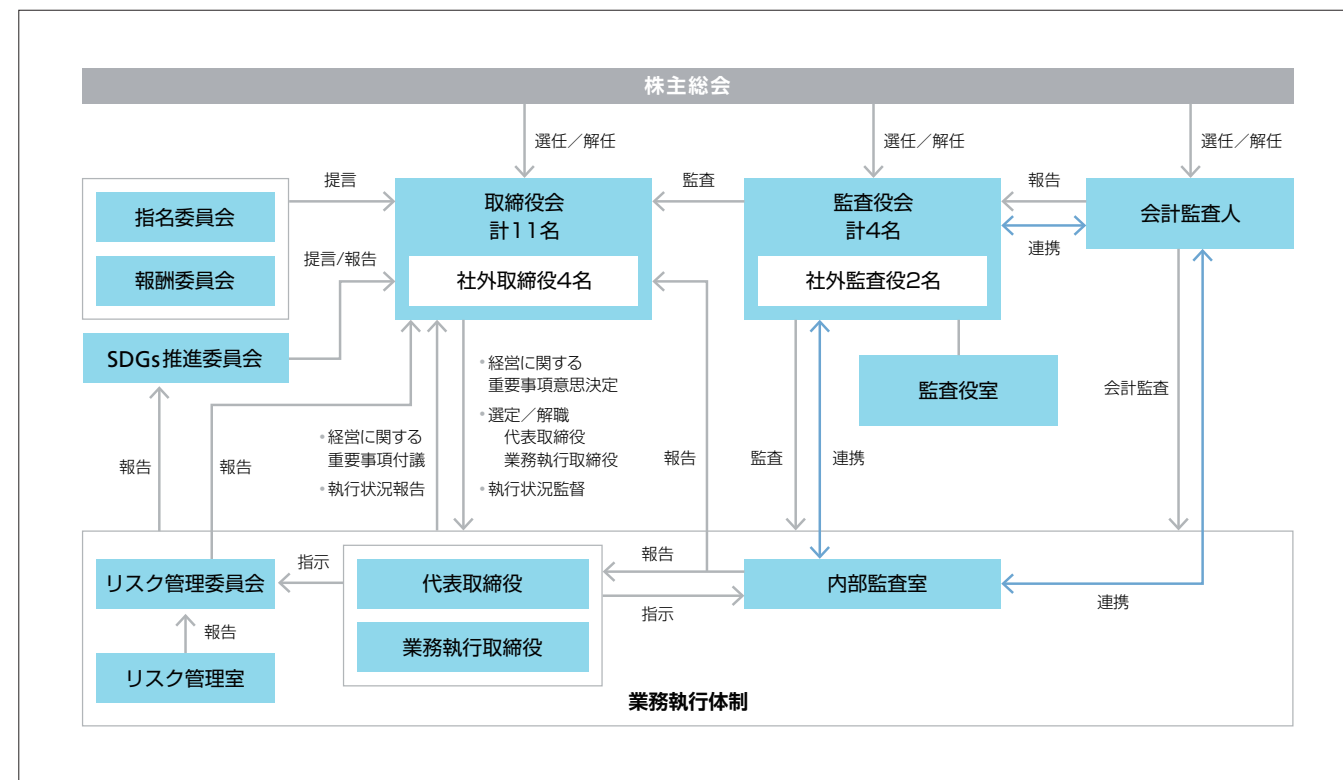 株主総会
選任／解任
選任／解任
選任／解任
指名委員会
報酬委員会
提言
取締役会
計11名
社外取締役4名
監査
監査役会
計4名
社外監査役2名
報告
連携
会計監査人
提言/報告
SDGs推進委員会
監査役室
会計監査
報告
報告
•経営に関する
重要事項付議
•執行状況報告
•経営に関する
重要事項意思決定
•選定／解職
代表取締役
業務執行取締役
•執行状況監督
報告
監査
連携
リスク管理委員会
指示
代表取締役
業務執行取締役
報告
指示
内部監査室
連携
報告
リスク管理室
業務執行体制